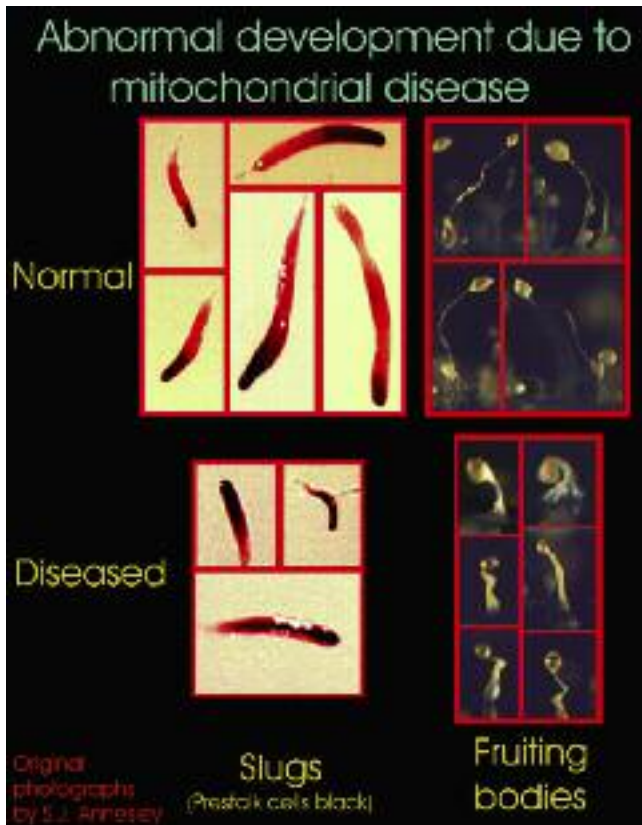 Abnormal development due to
mitochondrial disease
Normal
Diseased
Slugs
(Prestalk cells black)
Fruiting
bodies
Original
photographs
by S.J. Annesley